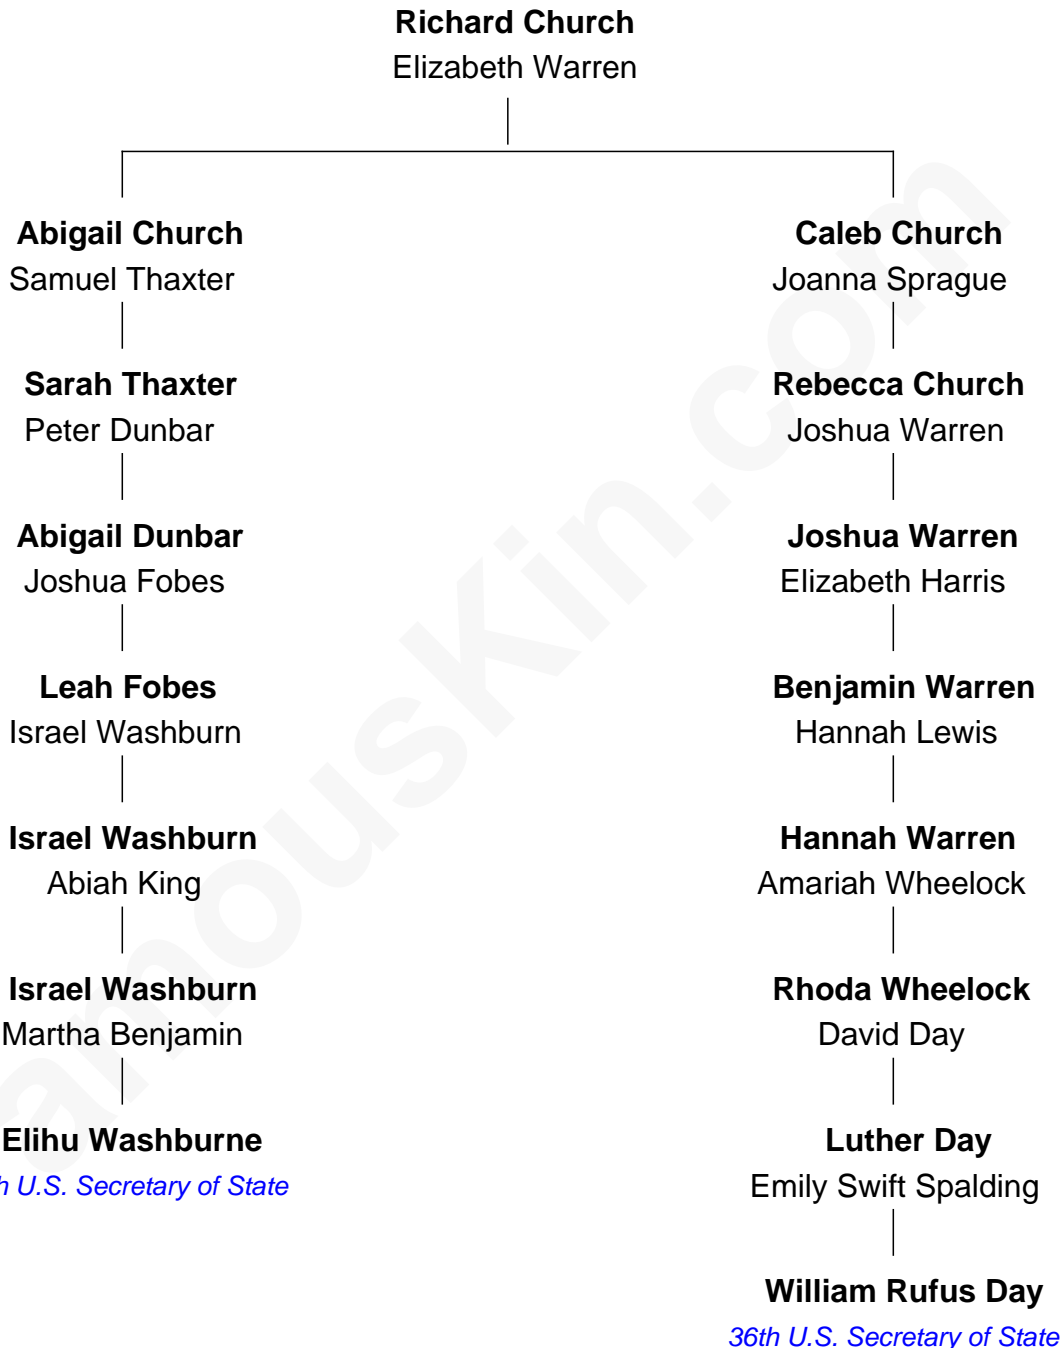 Richard Church
Elizabeth Warren
Abigail Church
Samuel Thaxter
Caleb Church
Joanna Sprague
Sarah Thaxter
Peter Dunbar
Rebecca Church
Joshua Warren
Abigail Dunbar
Joshua Fobes
Joshua Warren
Elizabeth Harris
Leah Fobes
Israel Washburn
Benjamin Warren
Hannah Lewis
Israel Washburn
Abiah King
Hannah Warren
Amariah Wheelock
Israel Washburn
Martha Benjamin
Rhoda Wheelock
David Day
Elihu Washburne
h U.S. Secretary of State
Luther Day
Emily Swift Spalding
William Rufus Day
36th U.S. Secretary of State
amouskin.com